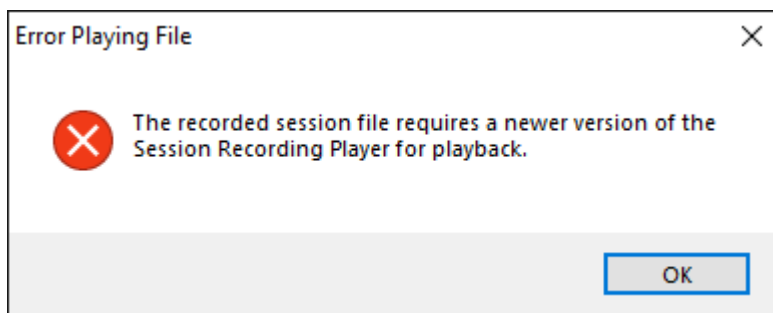 Error Playing File
The recorded session file requires a newer version of the
Session Recording Player for playback.
OK